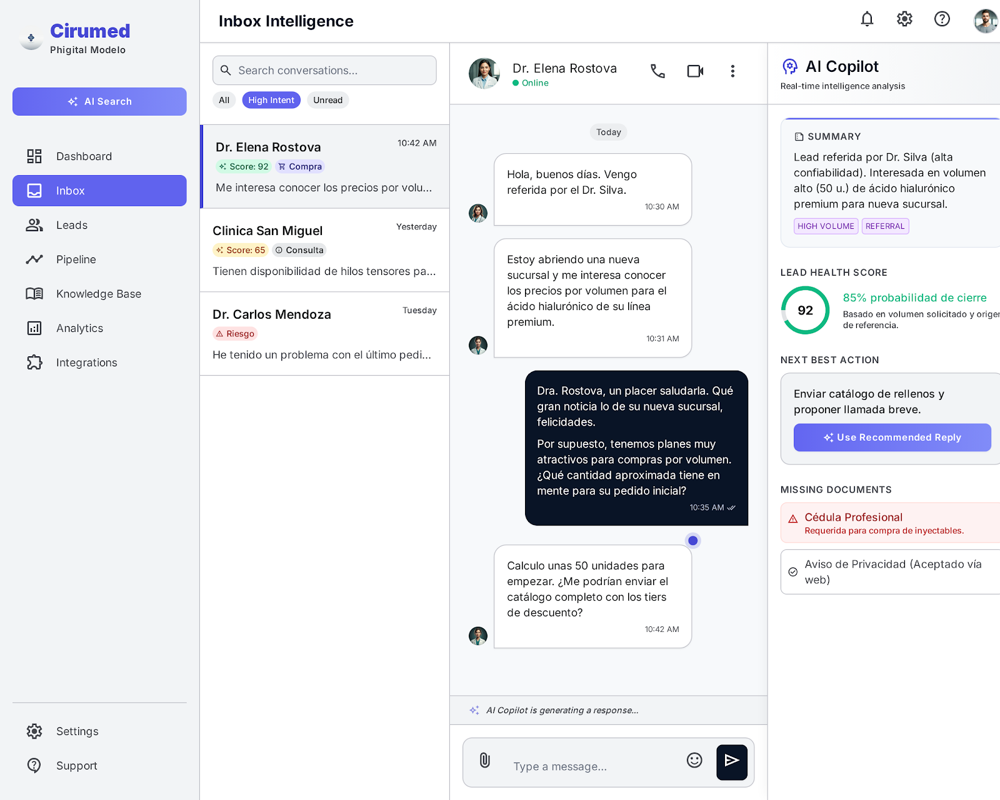 Cirumed
Phigital Modelo
AI Search
Dashboard
Inbox
Leads
Pipeline
Knowledge Base
Analytics
Integrations
Settings
Support
Inbox Intelligence
Search conversations...
All
High Intent
Unread
Dr. Elena Rostova
10:42 AM
Score: 92
Compra
Me interesa conocer los precios por volu...
Clinica San Miguel
Yesterday
Score: 65
Consulta
Tienen disponibilidad de hilos tensores pa...
Dr. Carlos Mendoza
Tuesday
Riesgo
He tenido un problema con el último pedi...
Dr. Elena Rostova
Online
Today
Hola, buenos días. Vengo
referida por el Dr. Silva.
10:30 AM
Estoy abriendo una nueva
sucursal y me interesa conocer
los precios por volumen para el
ácido hialurónico de su línea
premium.
10:31 AM
Dra. Rostova, un placer saludarla. Qué
gran noticia lo de su nueva sucursal,
felicidades.
Por supuesto, tenemos planes muy
atractivos para compras por volumen.
¿Qué cantidad aproximada tiene en
mente para su pedido inicial?
10:35 AM
Calculo unas 50 unidades para
empezar. ¿Me podrían enviar el
catálogo completo con los tiers
de descuento?
10:42 AM
AI Copilot is generating a response...
Type a message...
AI Copilot
Real-time intelligence analysis
SUMMARY
Lead referida por Dr. Silva (alta
confiabilidad). Interesada en volumen
alto (50 u.) de ácido hialurónico
premium para nueva sucursal.
HIGH VOLUME
REFERRAL
LEAD HEALTH SCORE
92
85% probabilidad de cierre
Basado en volumen solicitado y origen
de referencia.
NEXT BEST ACTION
Enviar catálogo de rellenos y
proponer llamada breve.
Use Recommended Reply
MISSING DOCUMENTS
Cédula Profesional
Requerida para compra de inyectables.
Aviso de Privacidad (Aceptado vía
web)